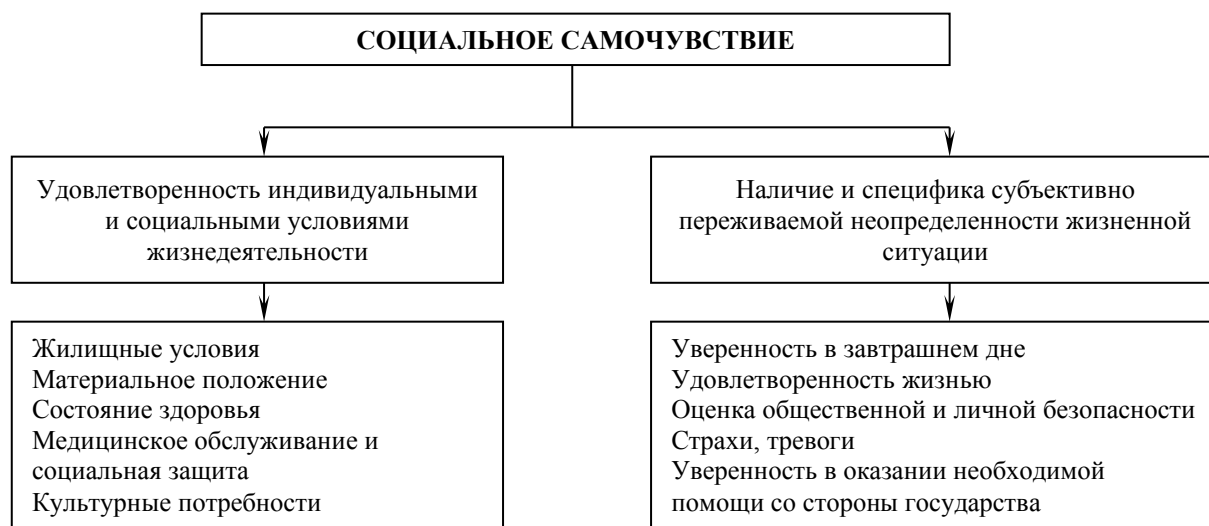 СОЦИАЛЬНОЕ САМОЧУВСТВИЕ
Удовлетворенность индивидуальными
и социальными условиями
жизнедеятельности
Наличие и специфика субъективно
переживаемой неопределенности жизненной
ситуации
Жилищные условия
Материальное положение
Состояние здоровья
Медицинское обслуживание и
социальная защита
Культурные потребности
Уверенность в завтрашнем дне
Удовлетворенность жизнью
Оценка общественной и личной безопасности
Страхи, тревоги
Уверенность в оказании необходимой
помощи со стороны государства